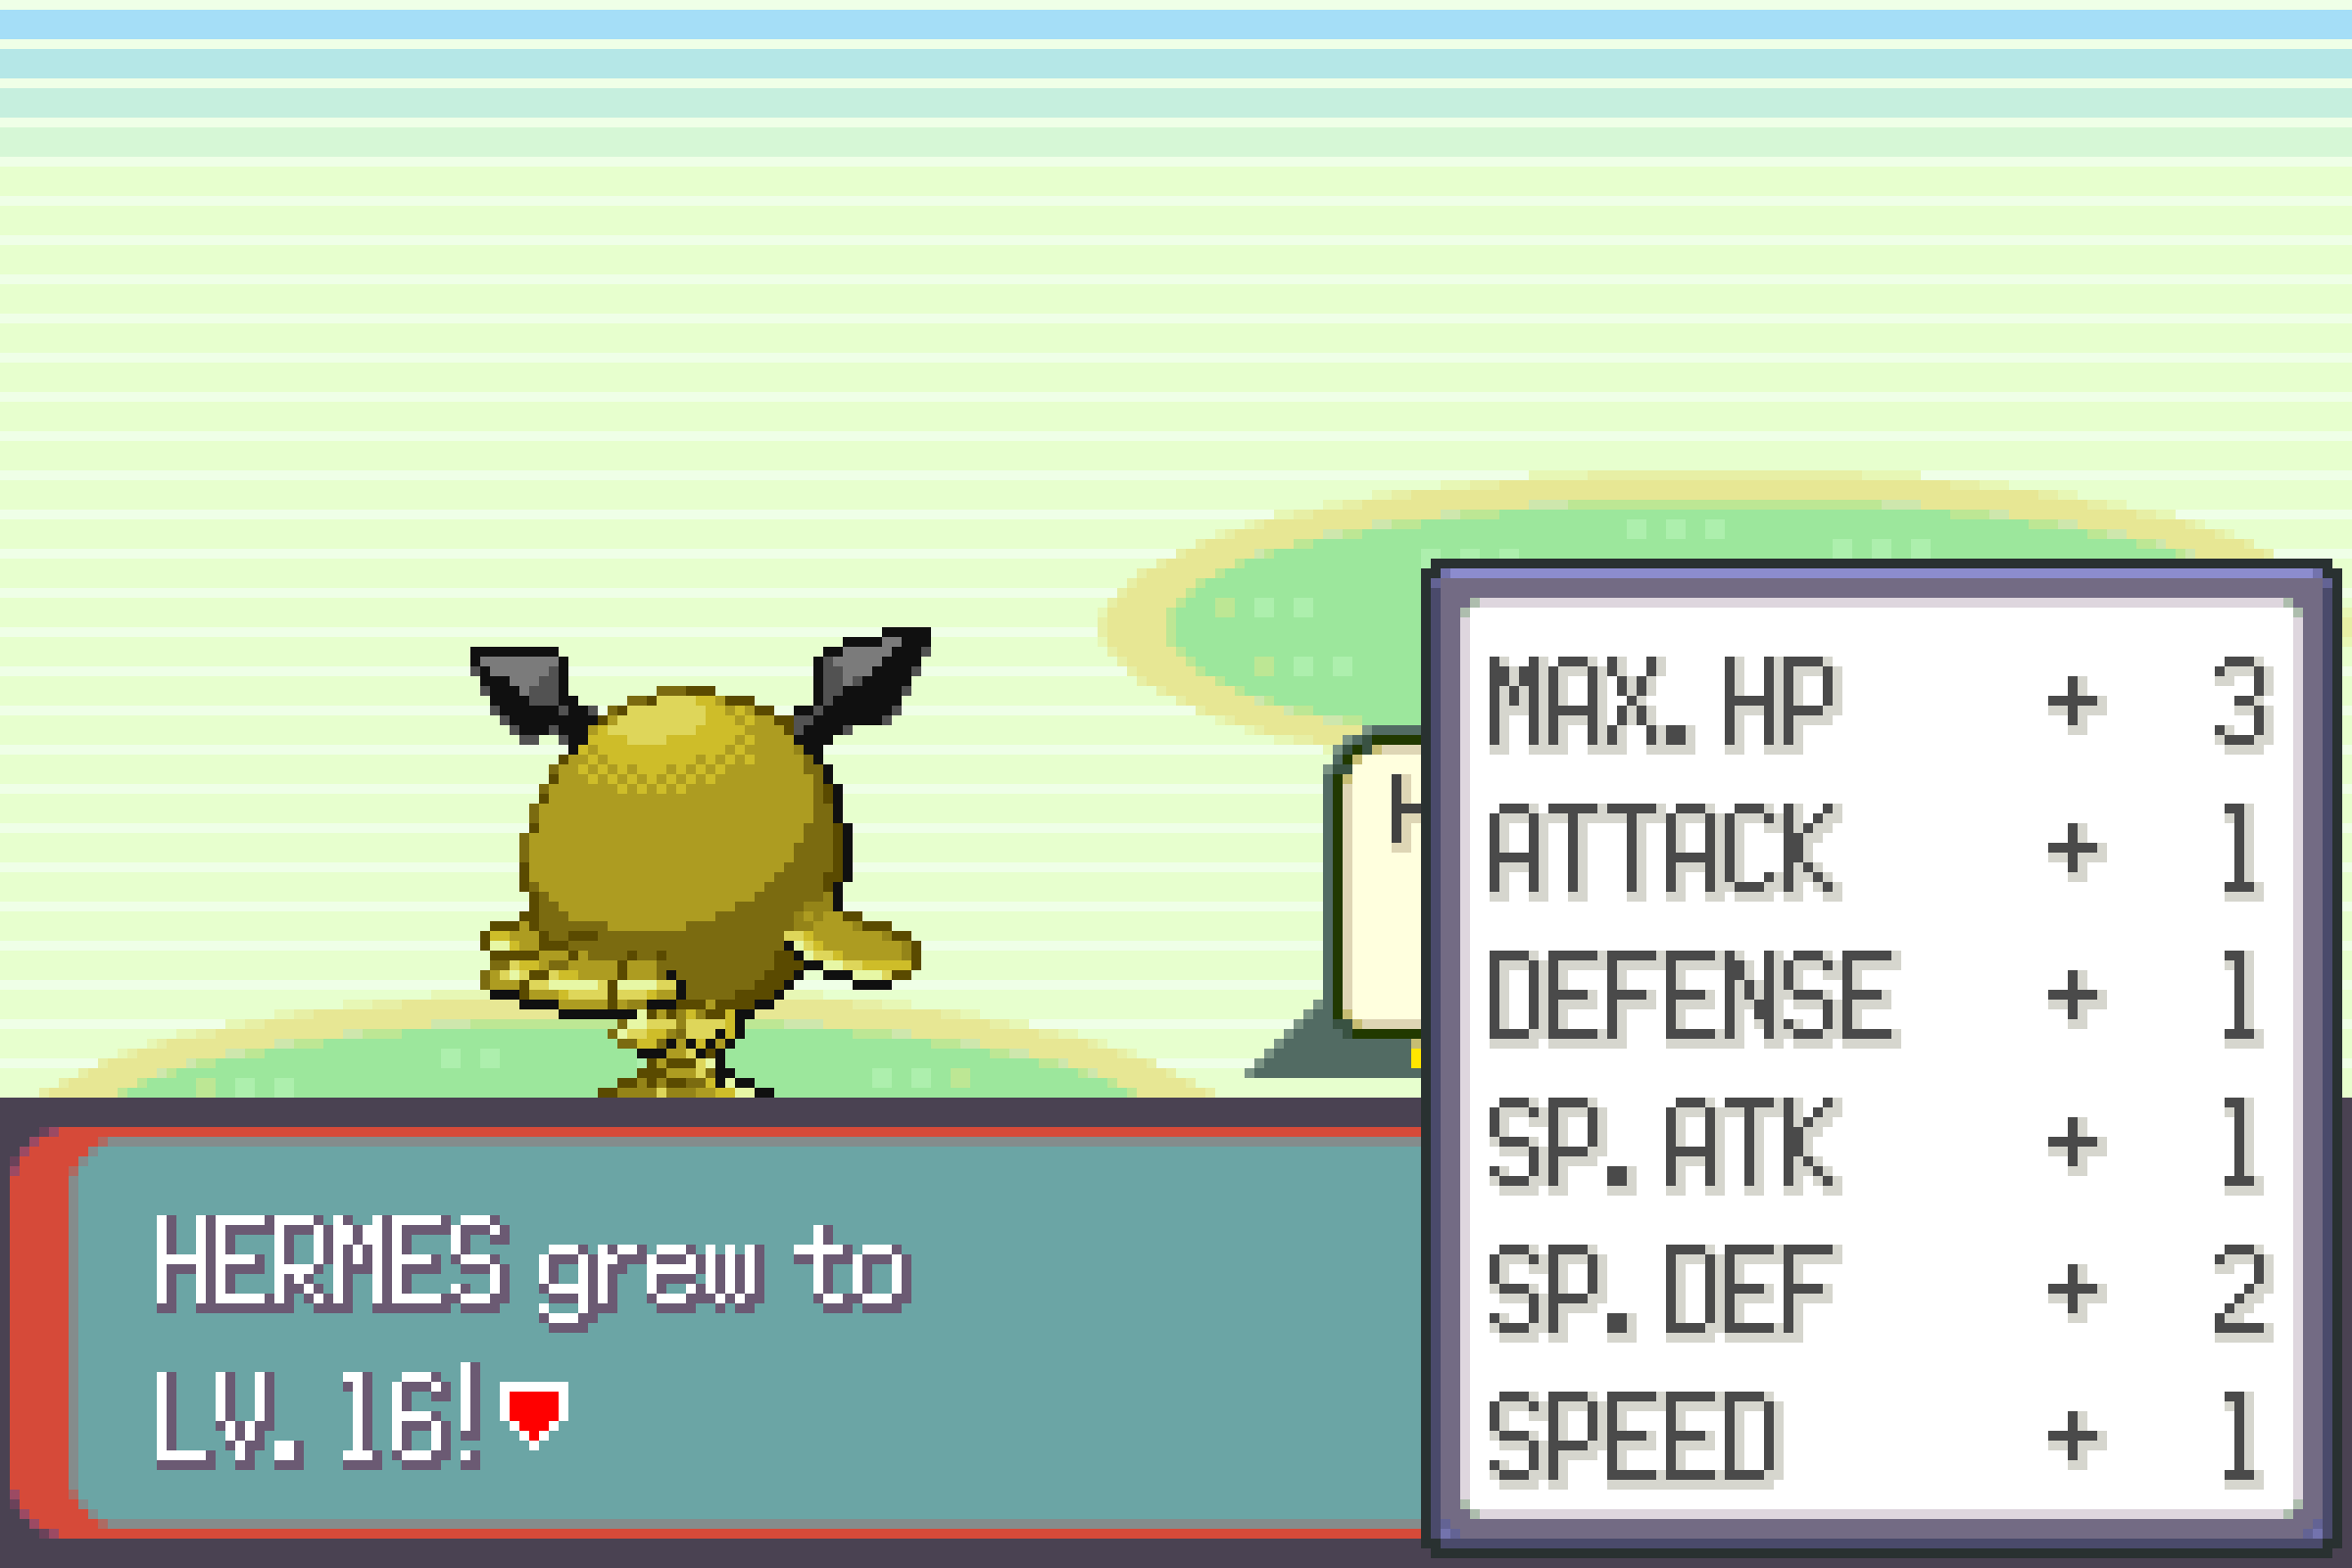 H
MAX. HP + 3
ATTACK + 1
DEFENSE + 1
SP. ATK + 1
SP. DEF + 2
SPEED + 1
HERMES grew to
LV. 16!